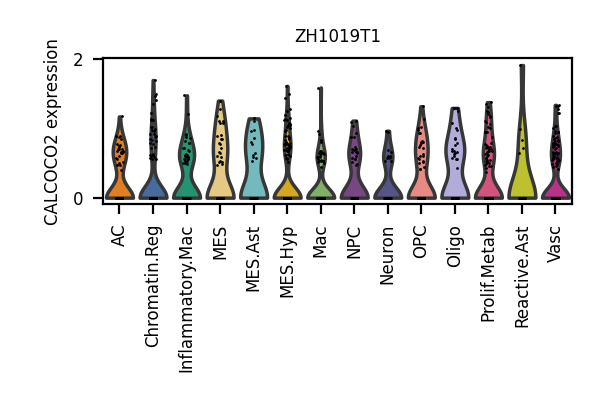 ZH1019T1
CALCOCO2 expression
2
0
AC
Chromatin.Reg
Inflammatory.Mac
MES
MES.Ast
MES.Hyp
Mac
NPC
Neuron
OPC
Oligo
Prolif.Metab
Reactive.Ast
Vasc